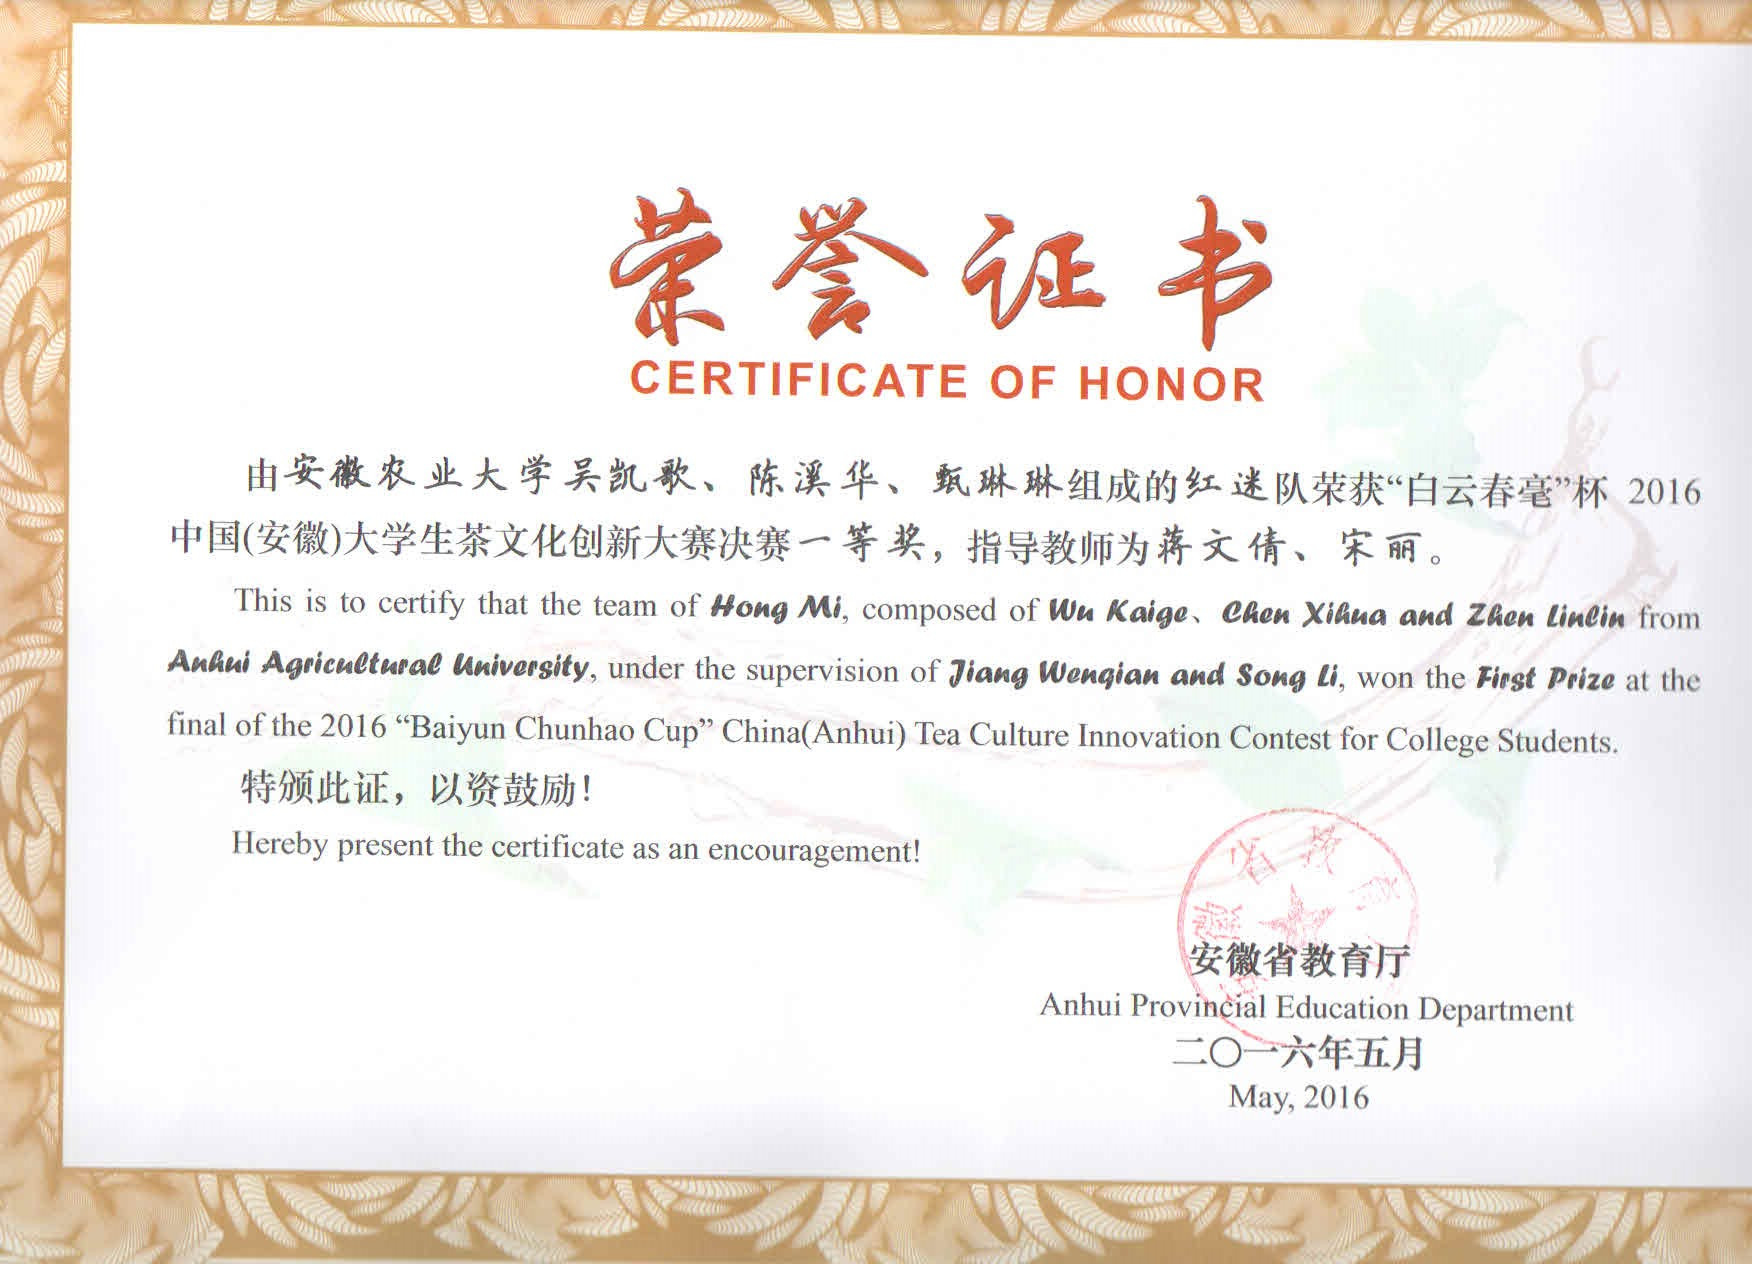 荣誉证书
CERTIFICATE OF HONOR
由安徽农业大学吴凯歌、陈溪华、甄琳琳组成的红迷队荣获“白云春毫”杯 2016
中国(安徽)大学生茶文化创新大赛决赛一等奖，指导教师为蒋文倩、宋丽。
This is to certify that the team of Hong Mi, composed of Wu Kaige、Chen Xihua and Zhen Linlin from
Anhui Agricultural University, under the supervision of Jiang Wenqian and Song Li, won the First Prize at the
final of the 2016 “Baiyun Chunhao Cup” China(Anhui) Tea Culture Innovation Contest for College Students.
特颁此证，以资鼓励！
Hereby present the certificate as an encouragement!
安徽省教育厅
Anhui Provincial Education Department
二〇一六年五月
May, 2016